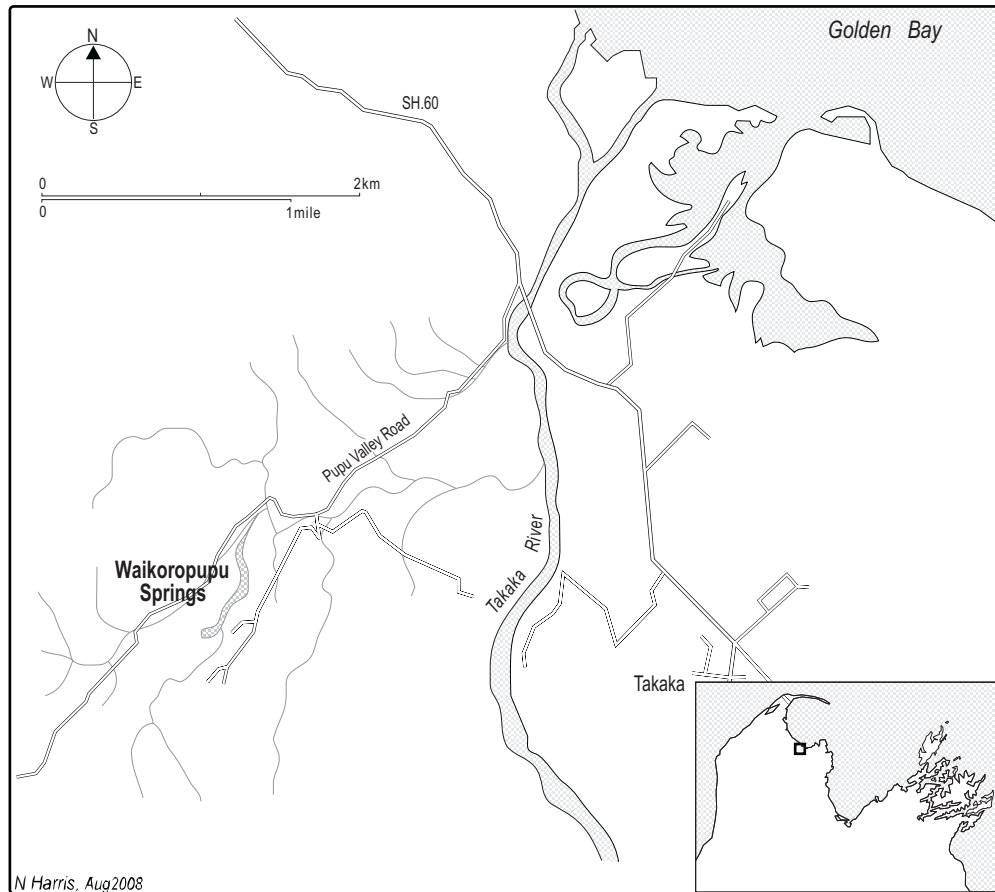 Golden Bay
N
W E
S
SH.60
0 2km
0 1mile
Pupu Valley Road
Waikoropupu
Springs
Takaka River
Takaka
N Harris, Aug2008